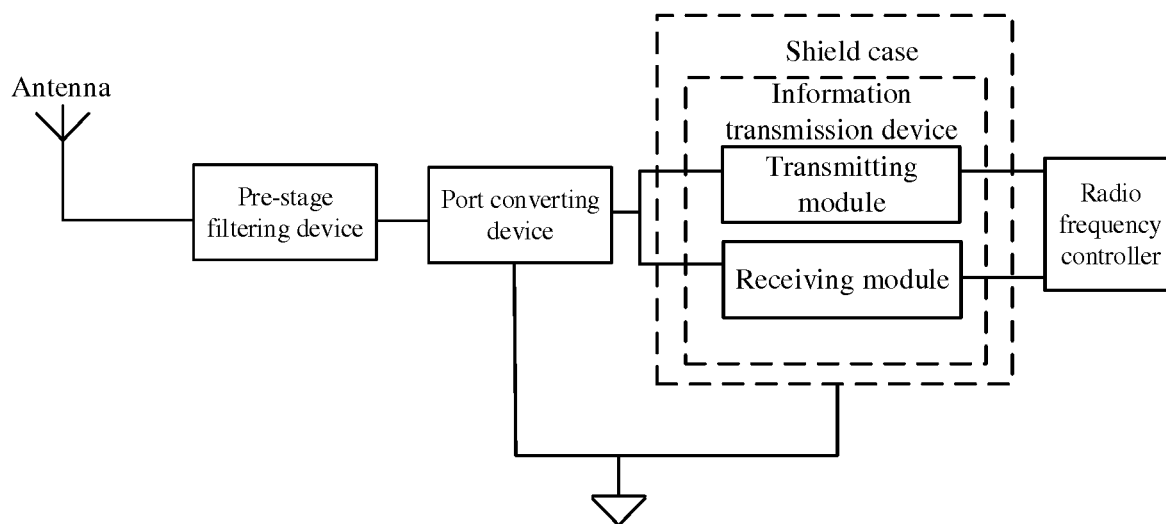 Antenna
Pre-stage
filtering device
Port converting
device
Shield case
Information
transmission device
Transmitting
module
Receiving module
Radio
frequency
controller